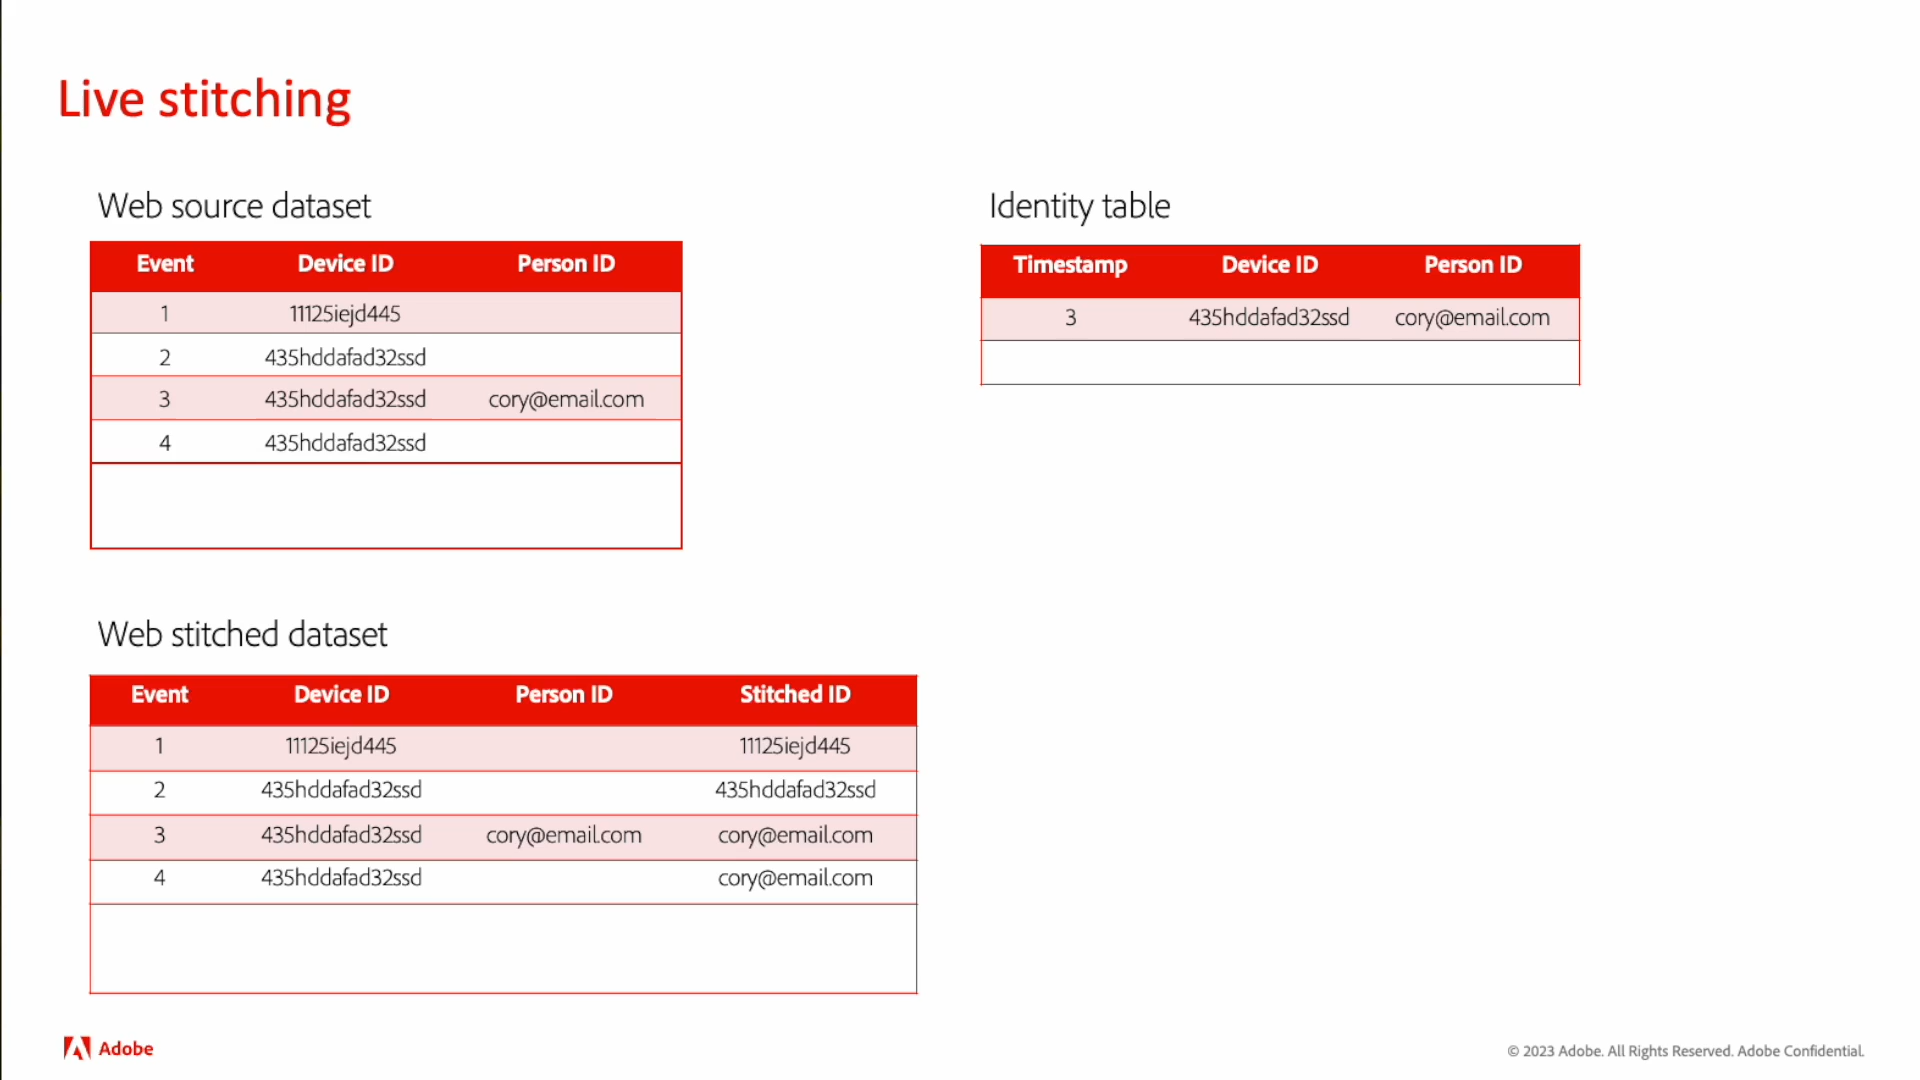 Live stitching
Web source dataset
Event Device ID Person ID
1 11125iejd445
2 435hddafad32ssd
3 435hddafad32ssd cory@email.com
4 435hddafad32ssd
Identity table
Timestamp Device ID Person ID
3 435hddafad32ssd cory@email.com
Web stitched dataset
Event Device ID Person ID Stitched ID
1 11125iejd445 11125iejd445
2 435hddafad32ssd 435hddafad32ssd
3 435hddafad32ssd cory@email.com cory@email.com
4 435hddafad32ssd cory@email.com
Adobe
© 2023 Adobe. All Rights Reserved. Adobe Confidential.